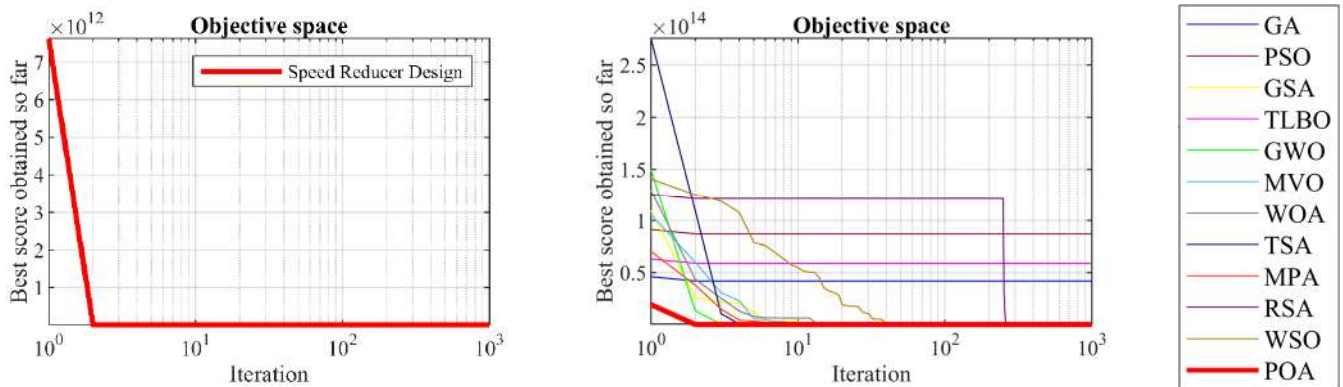 ×10^12
Objective space
7
6
5
4
3
2
1
Best score obtained so far
Speed Reducer Design
10^0
10^1
10^2
10^3
Iteration
×10^14
Objective space
2.5
2
1.5
1
0.5
Best score obtained so far
10^0
10^1
10^2
10^3
Iteration
GA
PSO
GSA
TLBO
GWO
MVO
WOA
TSA
MPA
RSA
WSO
POA